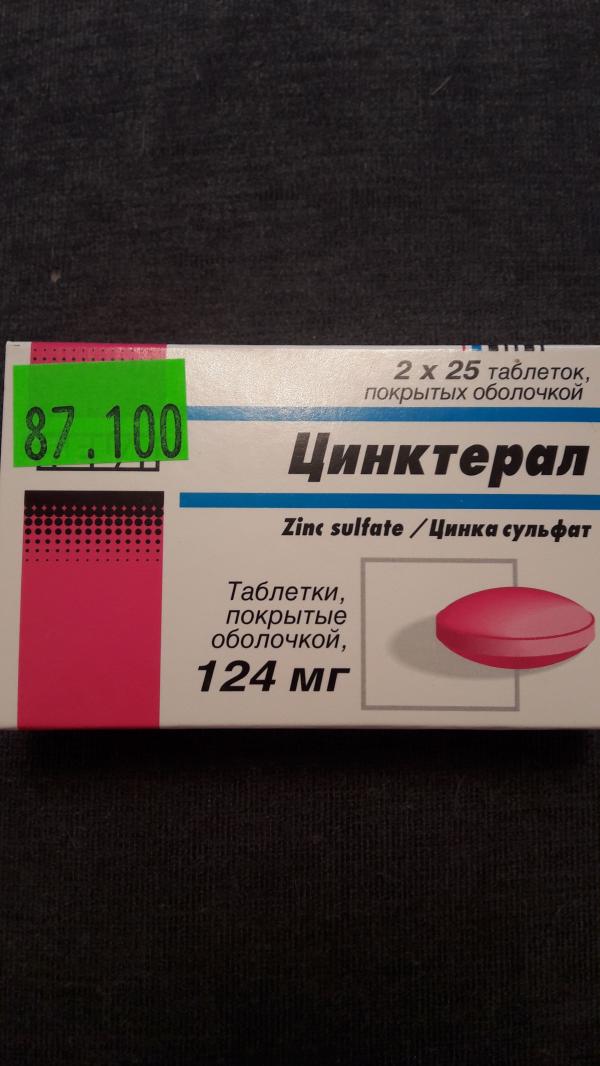 87.100
2 x 25 таблеток,
покрытых оболочкой
Цинктерал
Zinc sulfate / Цинка сульфат
Таблетки,
покрытые
оболочкой,
124 мг